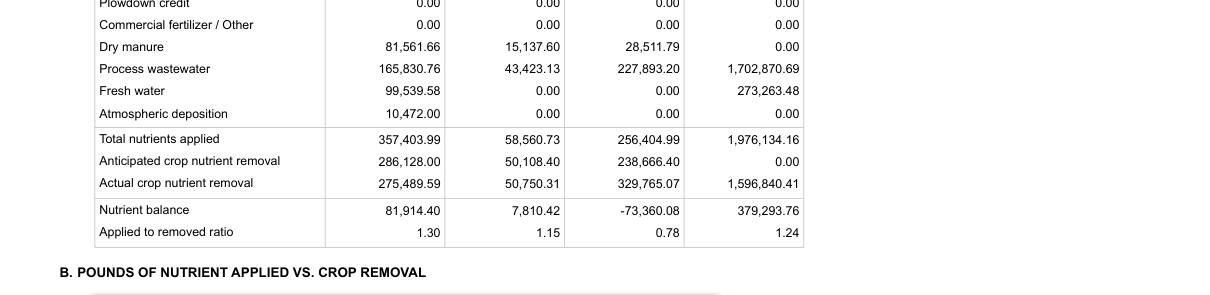 Plowdown credit 0.00 0.00 0.00 0.00
Commercial fertilizer / Other 0.00 0.00 0.00 0.00
Dry manure 81,561.66 15,137.60 28,511.79 0.00
Process wastewater 165,830.76 43,423.13 227,893.20 1,702,870.69
Fresh water 99,539.58 0.00 0.00 273,263.48
Atmospheric deposition 10,472.00 0.00 0.00 0.00
Total nutrients applied 357,403.99 58,560.73 256,404.99 1,976,134.16
Anticipated crop nutrient removal 286,128.00 50,108.40 238,666.40 0.00
Actual crop nutrient removal 275,489.59 50,750.31 329,765.07 1,596,840.41
Nutrient balance 81,914.40 7,810.42 -73,360.08 379,293.76
Applied to removed ratio 1.30 1.15 0.78 1.24
B. POUNDS OF NUTRIENT APPLIED VS. CROP REMOVAL